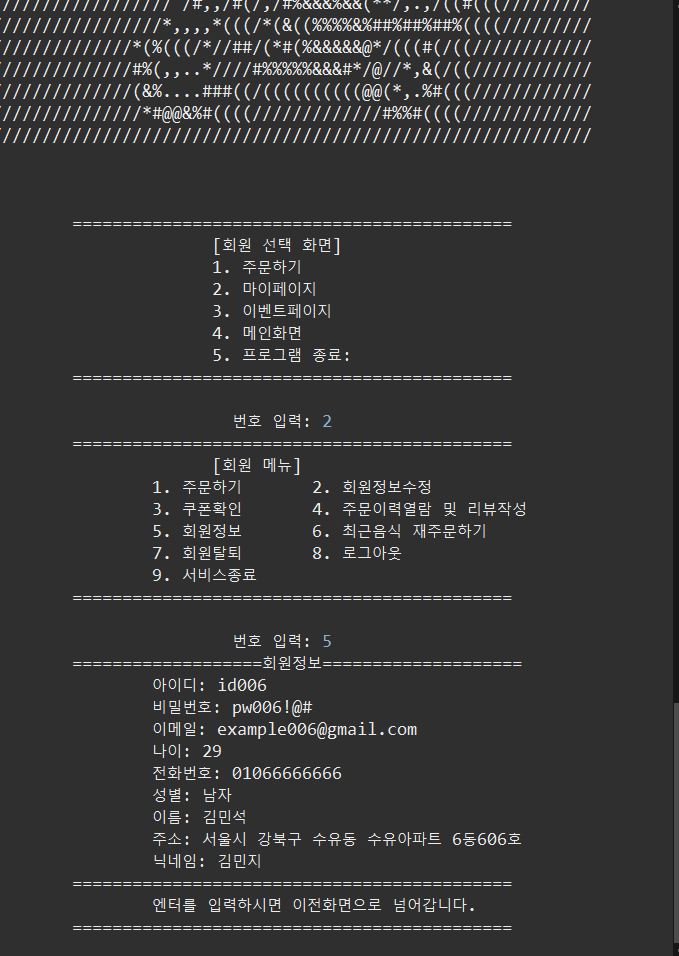 =============================================
[회원 선택 화면]
1. 주문하기
2. 마이페이지
3. 이벤트페이지
4. 메인화면
5. 프로그램 종료:
=============================================
번호 입력: 2
=============================================
[회원 메뉴]
1. 주문하기 2. 회원정보수정
3. 쿠폰확인 4. 주문이력열람 및 리뷰작성
5. 회원정보 6. 최근음식 재주문하기
7. 회원탈퇴 8. 로그아웃
9. 서비스종료
=============================================
번호 입력: 5
===================회원정보====================
아이디: id006
비밀번호: pw006!@#
이메일: example006@gmail.com
나이: 29
전화번호: 01066666666
성별: 남자
이름: 김민석
주소: 서울시 강북구 수유동 수유아파트 6동606호
닉네임: 김민지
=============================================
엔터를 입력하시면 이전화면으로 넘어갑니다.
=============================================